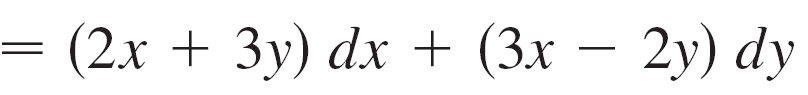 = (2x + 3y) dx + (3x − 2y) dy